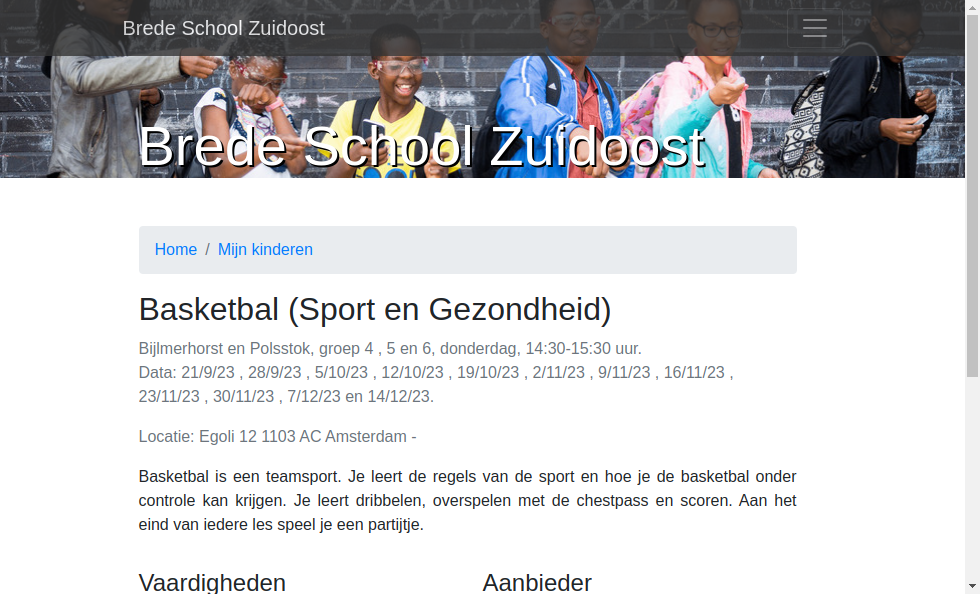 Brede School Zuidoost
Brede School Zuidoost
Home / Mijn kinderen
Basketbal (Sport en Gezondheid)
Bijlmerhorst en Polsstok, groep 4 , 5 en 6, donderdag, 14:30-15:30 uur.
Data: 21/9/23 , 28/9/23 , 5/10/23 , 12/10/23 , 19/10/23 , 2/11/23 , 9/11/23 , 16/11/23 ,
23/11/23 , 30/11/23 , 7/12/23 en 14/12/23.
Locatie: Egoli 12 1103 AC Amsterdam -
Basketbal is een teamsport. Je leert de regels van de sport en hoe je de basketbal onder
controle kan krijgen. Je leert dribbelen, overspelen met de chestpass en scoren. Aan het
eind van iedere les speel je een partijtje.
Vaardigheden Aanbieder